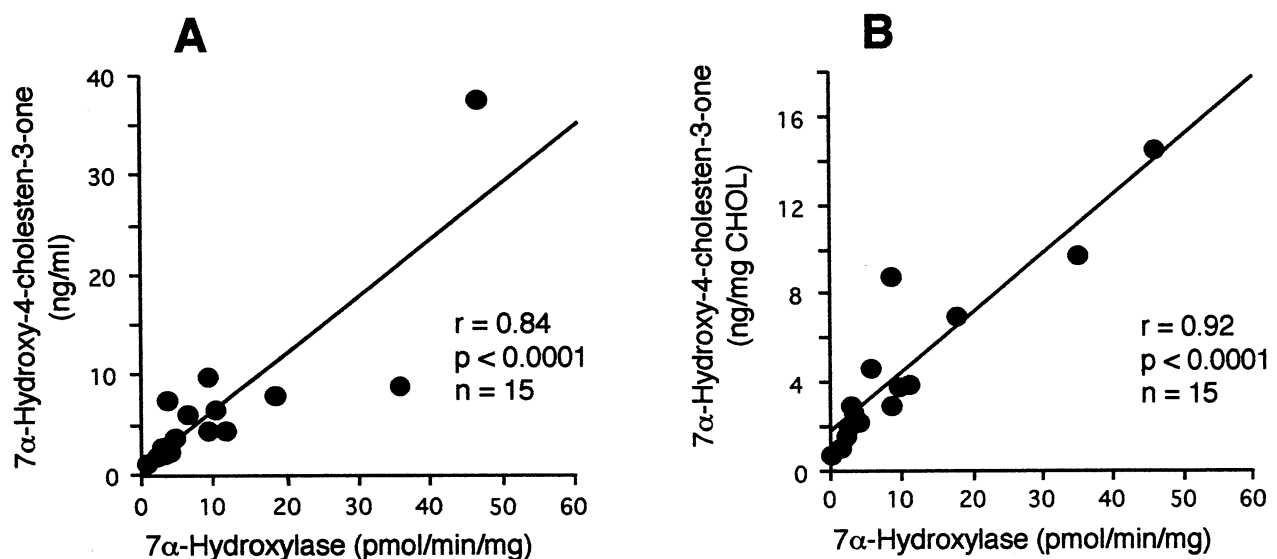 A
7α-Hydroxy-4-cholesten-3-one
(ng/ml)
40
30
20
10
0
r = 0.84
p < 0.0001
n = 15
0 10 20 30 40 50 60
7α-Hydroxylase (pmol/min/mg)
B
7α-Hydroxy-4-cholesten-3-one
(ng/mg CHOL)
16
12
8
4
0
r = 0.92
p < 0.0001
n = 15
0 10 20 30 40 50 60
7α-Hydroxylase (pmol/min/mg)